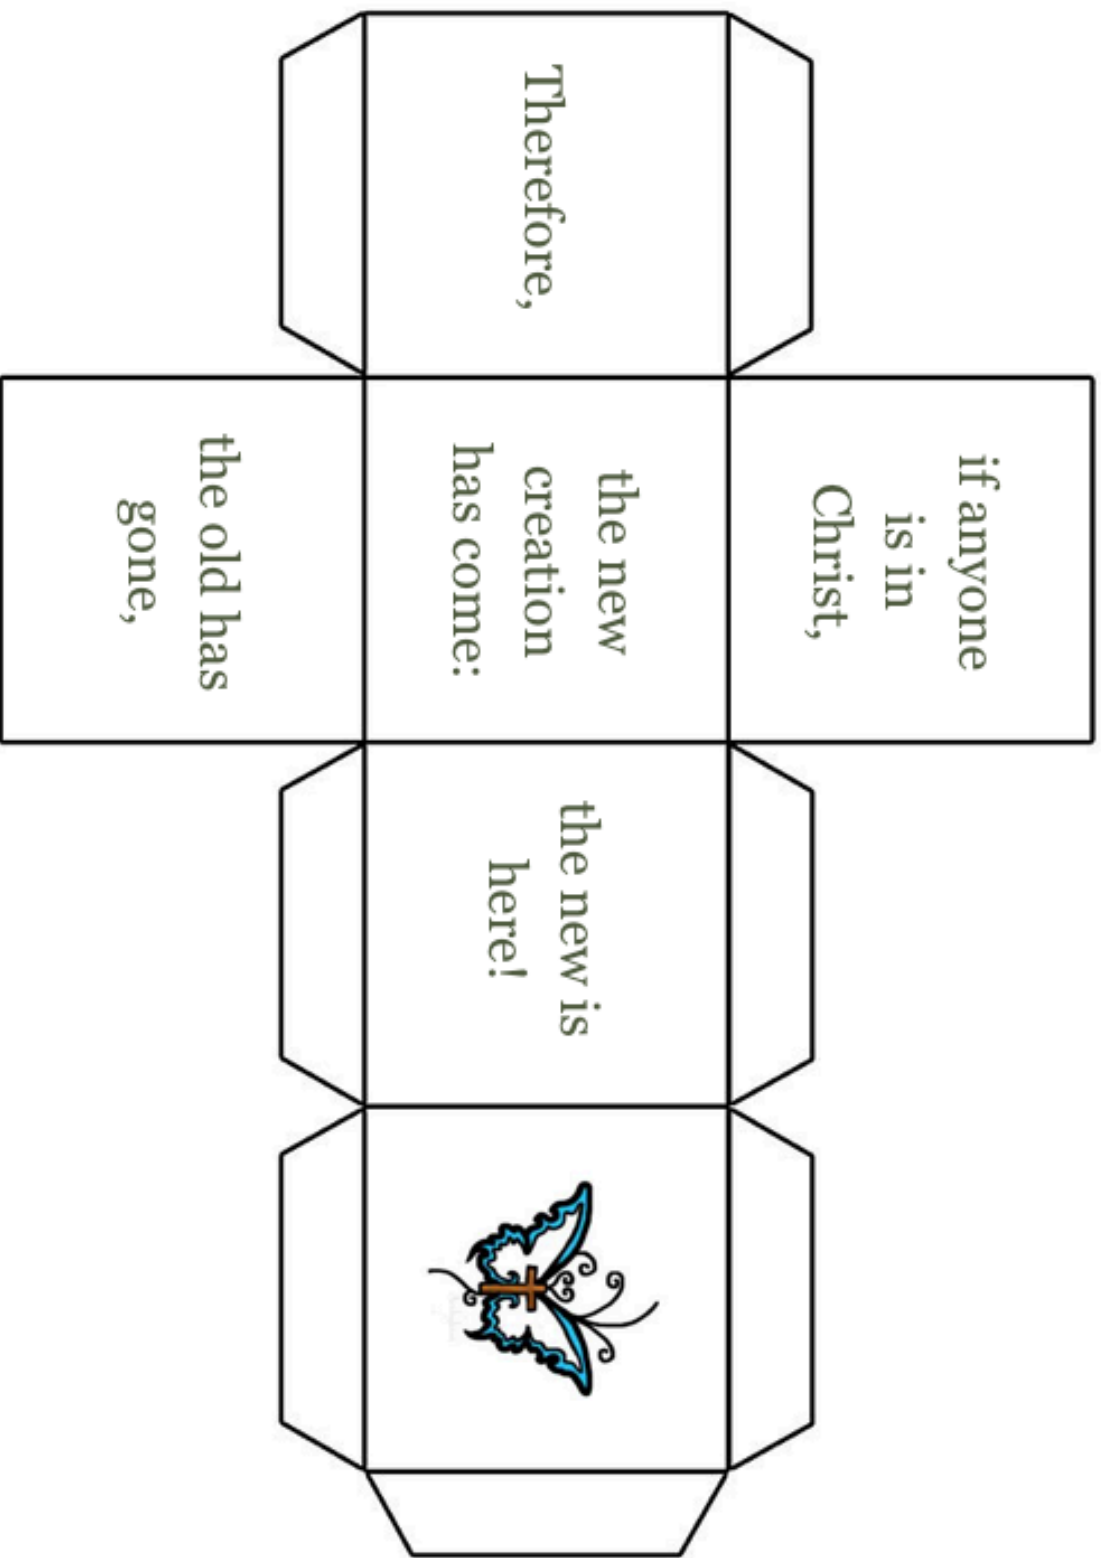 Therefore,
if anyone
is in
Christ,
the new
creation
has come:
the old has
gone,
the new is
here!